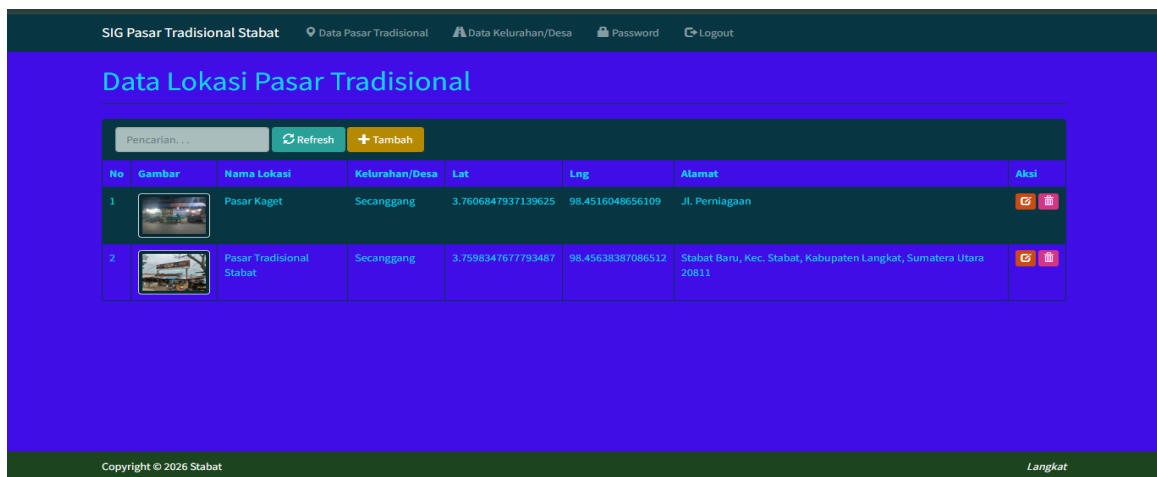 SIG Pasar Tradisional Stabat Data Pasar Tradisional Data Kelurahan/Desa Password Logout
Data Lokasi Pasar Tradisional
Pencarian. . . Refresh Tambah
No Gambar Nama Lokasi Kelurahan/Desa Lat Lng Alamat Aksi
1 Pasar Kaget Secanggang 3.7606847937139625 98.4516048656109 Jl. Perniagaan
2 Pasar Tradisional Secanggang 3.7598347677793487 98.45638387086512 Stabat Baru, Kec. Stabat, Kabupaten Langkat, Sumatera Utara
Stabat 20811
Copyright © 2026 Stabat Langkat